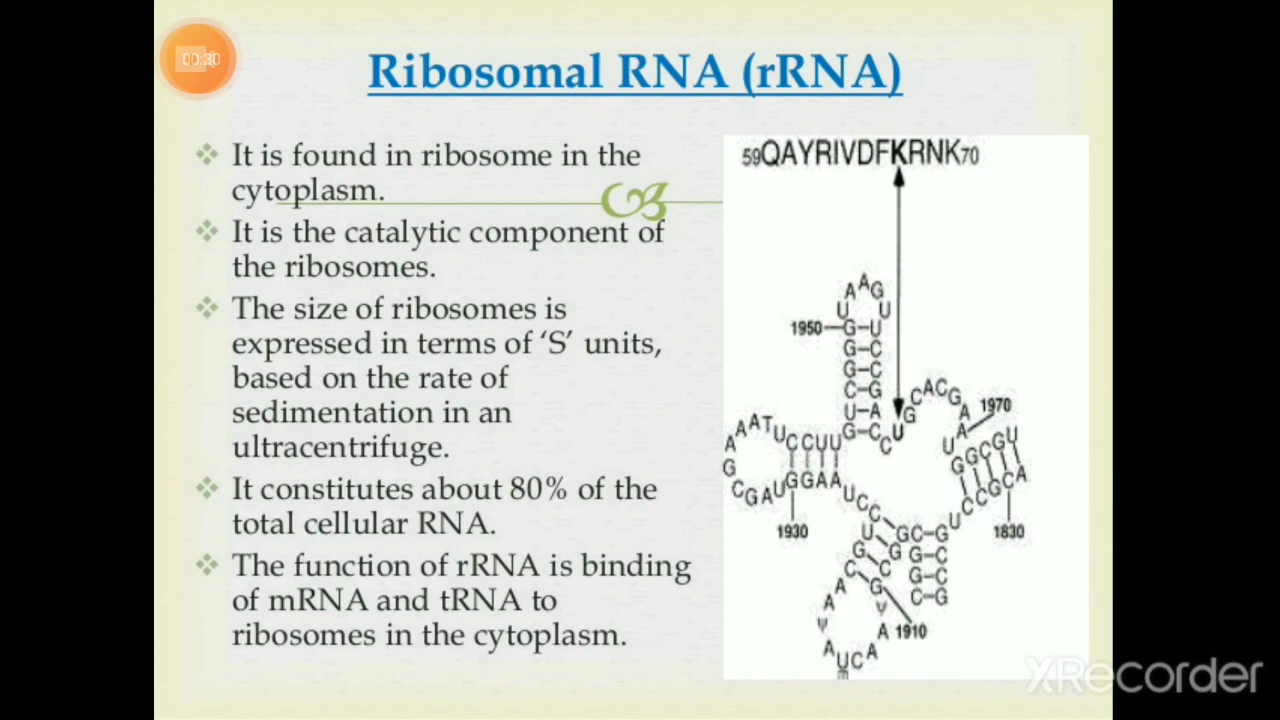 00:30
Ribosomal RNA (rRNA)
❖ It is found in ribosome in the
cytoplasm.
❖ It is the catalytic component of
the ribosomes.
❖ The size of ribosomes is
expressed in terms of ‘S’ units,
based on the rate of
sedimentation in an
ultracentrifuge.
❖ It constitutes about 80% of the
total cellular RNA.
❖ The function of rRNA is binding
of mRNA and tRNA to
ribosomes in the cytoplasm.
59QAYRIVDFKRNK70
1950
1970
1930
1830
1910
XRecorder